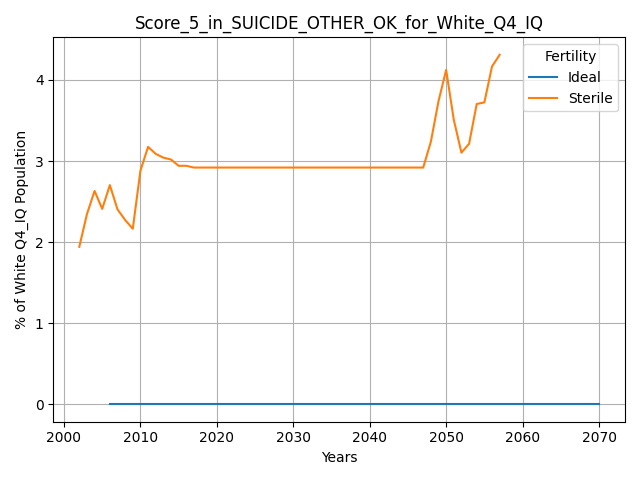 Score_5_in_SUICIDE_OTHER_OK_for_White_Q4_IQ
Fertility
Ideal
Sterile
% of White Q4_IQ Population
4
3
2
1
0
2000 2010 2020 2030 2040 2050 2060 2070
Years